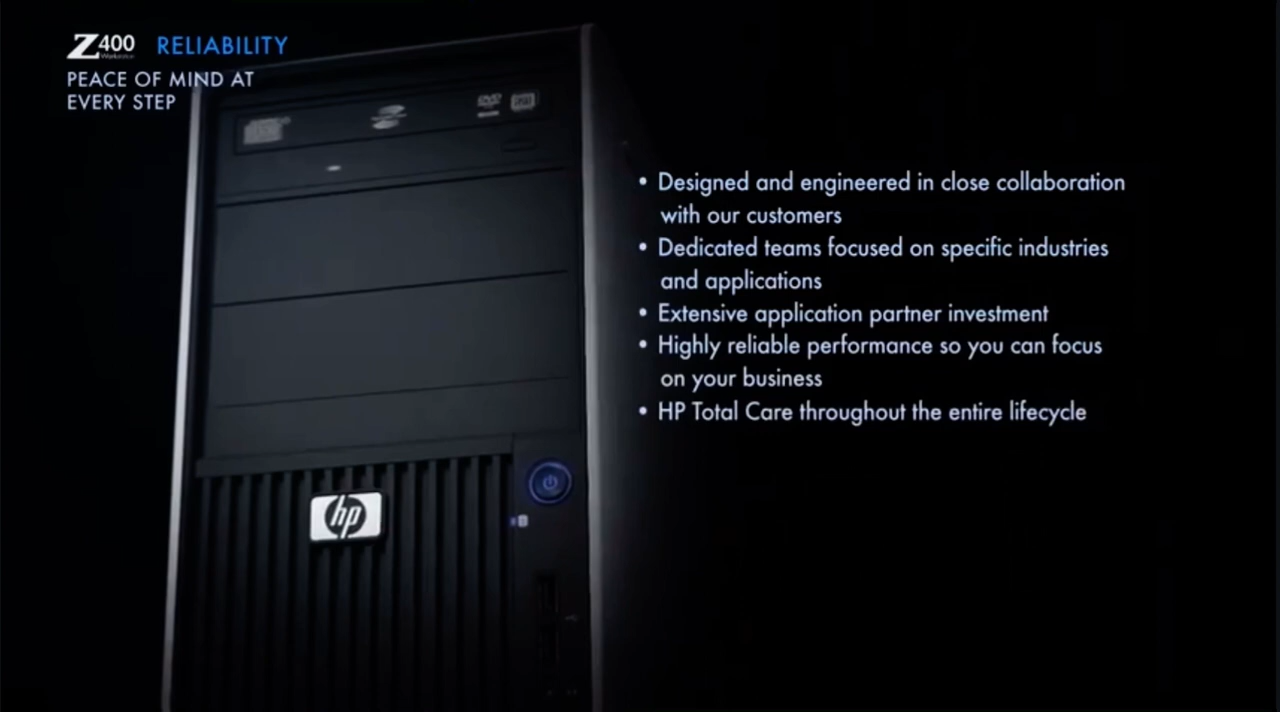 Z400 RELIABILITY
Workstation
PEACE OF MIND AT
EVERY STEP
• Designed and engineered in close collaboration
with our customers
• Dedicated teams focused on specific industries
and applications
• Extensive application partner investment
• Highly reliable performance so you can focus
on your business
• HP Total Care throughout the entire lifecycle
hp